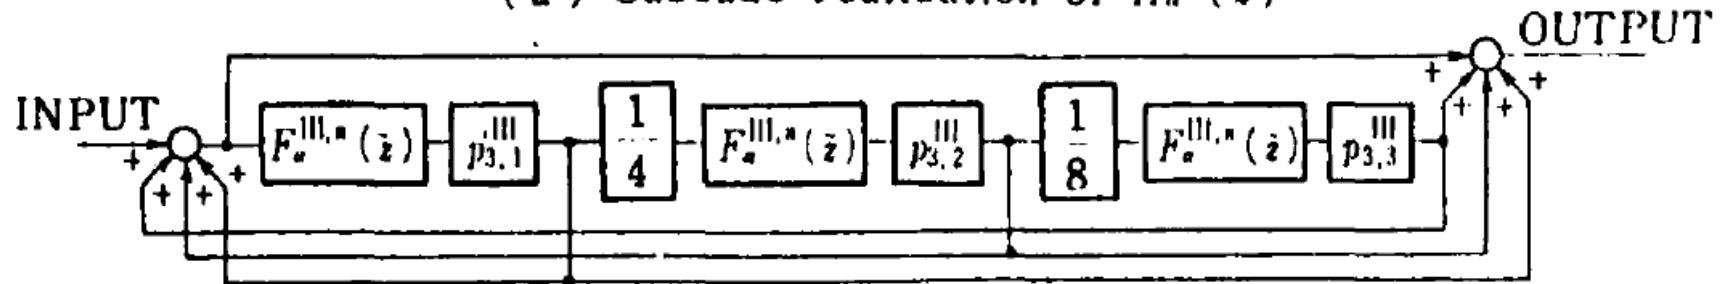 OUTPUT
INPUT
+ + + + + + + +
F_a^{III,n}(z̃) p_{3,1}^{III} 1/4 F_a^{III,n}(z̃) p_{3,2}^{III} 1/8 F_a^{III,n}(z̃) p_{3,3}^{III}